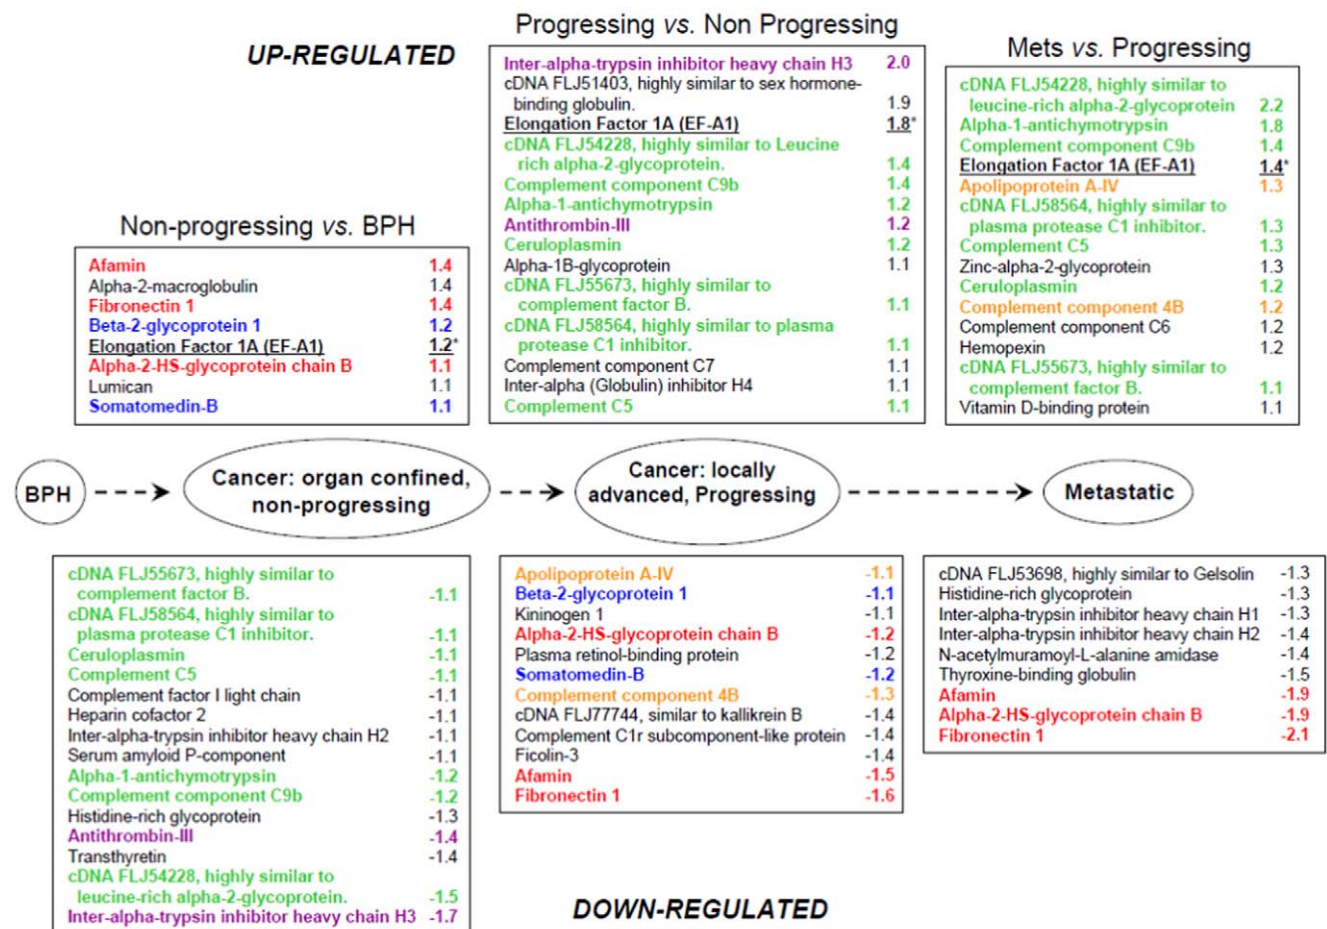 UP-REGULATED
Non-progressing vs. BPH
Afamin 1.4
Alpha-2-macroglobulin 1.4
Fibronectin 1 1.4
Beta-2-glycoprotein 1 1.2
Elongation Factor 1A (EF-A1) 1.2*
Alpha-2-HS-glycoprotein chain B 1.1
Lumican 1.1
Somatomedin-B 1.1
Progressing vs. Non Progressing
Inter-alpha-trypsin inhibitor heavy chain H3 2.0
cDNA FLJ51403, highly similar to sex hormone-
binding globulin. 1.9
Elongation Factor 1A (EF-A1) 1.8*
cDNA FLJ54228, highly similar to Leucine
rich alpha-2-glycoprotein. 1.4
Complement component C9b 1.4
Alpha-1-antichymotrypsin 1.2
Antithrombin-III 1.2
Ceruloplasmin 1.2
Alpha-1B-glycoprotein 1.1
cDNA FLJ55673, highly similar to
complement factor B. 1.1
cDNA FLJ58564, highly similar to plasma
protease C1 inhibitor. 1.1
Complement component C7 1.1
Inter-alpha (Globulin) inhibitor H4 1.1
Complement C5 1.1
Mets vs. Progressing
cDNA FLJ54228, highly similar to
leucine-rich alpha-2-glycoprotein 2.2
Alpha-1-antichymotrypsin 1.8
Complement component C9b 1.4
Elongation Factor 1A (EF-A1) 1.4*
Apolipoprotein A-IV 1.3
cDNA FLJ58564, highly similar to
plasma protease C1 inhibitor. 1.3
Complement C5 1.3
Zinc-alpha-2-glycoprotein 1.3
Ceruloplasmin 1.2
Complement component 4B 1.2
Complement component C6 1.2
Hemopexin 1.2
cDNA FLJ55673, highly similar to
complement factor B. 1.1
Vitamin D-binding protein 1.1
BPH
Cancer: organ confined,
non-progressing
Cancer: locally
advanced, Progressing
Metastatic
cDNA FLJ55673, highly similar to
complement factor B. -1.1
cDNA FLJ58564, highly similar to
plasma protease C1 inhibitor. -1.1
Ceruloplasmin -1.1
Complement C5 -1.1
Complement factor I light chain -1.1
Heparin cofactor 2 -1.1
Inter-alpha-trypsin inhibitor heavy chain H2 -1.1
Serum amyloid P-component -1.1
Alpha-1-antichymotrypsin -1.2
Complement component C9b -1.2
Histidine-rich glycoprotein -1.3
Antithrombin-III -1.4
Transthyretin -1.4
cDNA FLJ54228, highly similar to
leucine-rich alpha-2-glycoprotein. -1.5
Inter-alpha-trypsin inhibitor heavy chain H3 -1.7
Apolipoprotein A-IV -1.1
Beta-2-glycoprotein 1 -1.1
Kininogen 1 -1.1
Alpha-2-HS-glycoprotein chain B -1.2
Plasma retinol-binding protein -1.2
Somatomedin-B -1.2
Complement component 4B -1.3
cDNA FLJ77744, similar to kallikrein B -1.4
Complement C1r subcomponent-like protein -1.4
Ficolin-3 -1.4
Afamin -1.5
Fibronectin 1 -1.6
cDNA FLJ53698, highly similar to Gelsolin -1.3
Histidine-rich glycoprotein -1.3
Inter-alpha-trypsin inhibitor heavy chain H1 -1.3
Inter-alpha-trypsin inhibitor heavy chain H2 -1.4
N-acetylmuramoyl-L-alanine amidase -1.4
Thyroxine-binding globulin -1.5
Afamin -1.9
Alpha-2-HS-glycoprotein chain B -1.9
Fibronectin 1 -2.1
DOWN-REGULATED